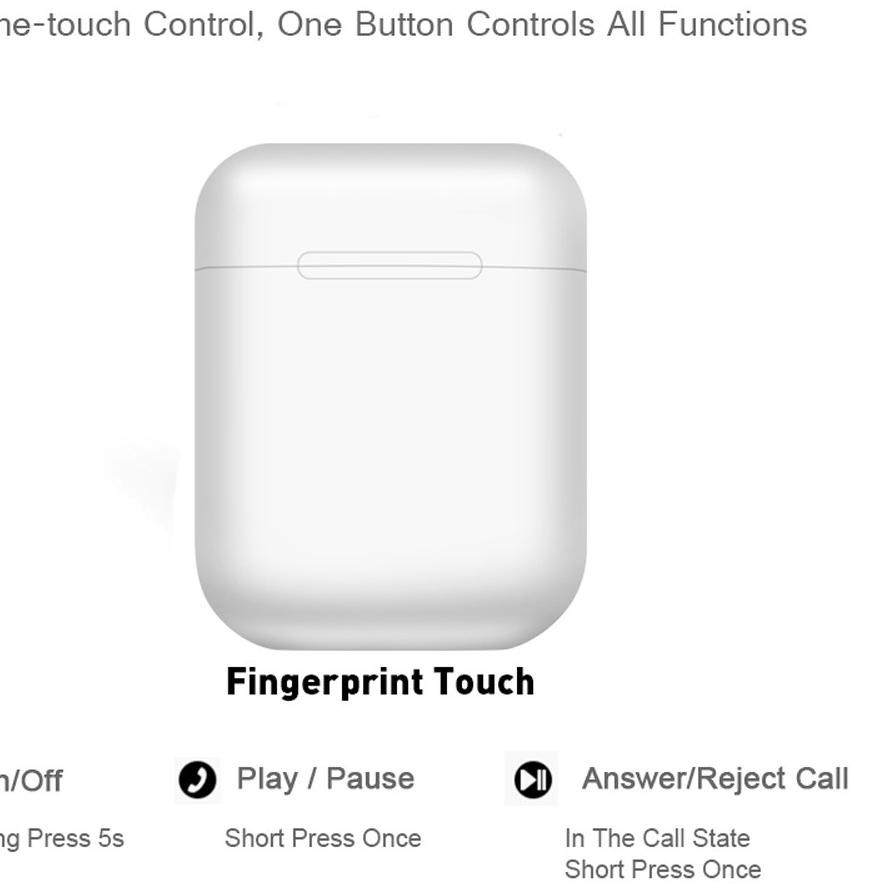 ne-touch Control, One Button Controls All Functions
Fingerprint Touch
n/Off
Play / Pause
Answer/Reject Call
ng Press 5s
Short Press Once
In The Call State
Short Press Once